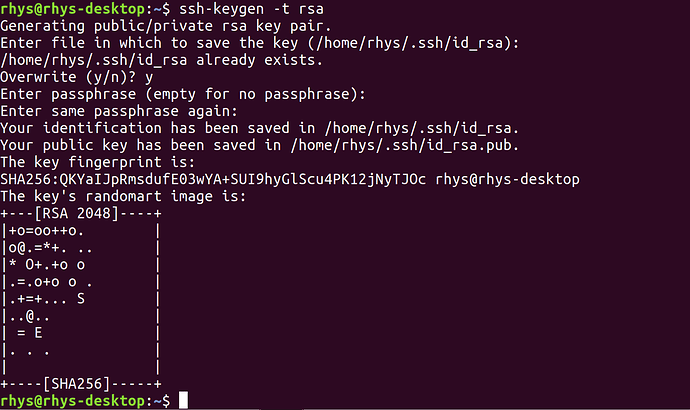 rhys@rhys-desktop:~$ ssh-keygen -t rsa
Generating public/private rsa key pair.
Enter file in which to save the key (/home/rhys/.ssh/id_rsa):
/home/rhys/.ssh/id_rsa already exists.
Overwrite (y/n)? y
Enter passphrase (empty for no passphrase):
Enter same passphrase again:
Your identification has been saved in /home/rhys/.ssh/id_rsa.
Your public key has been saved in /home/rhys/.ssh/id_rsa.pub.
The key fingerprint is:
SHA256:QKYaIJpRmsdufE03wYA+SUI9hyGlScu4PK12jNyTJOc rhys@rhys-desktop
The key's randomart image is:
+---[RSA 2048]----+
|+o=oo++o.        |
|o@.=*+. ..       |
|* O+.+o o        |
|.=.o+o o .       |
|.+=+... S        |
|..@..            |
| = E             |
|. . .            |
|                 |
+----[SHA256]-----+
rhys@rhys-desktop:~$